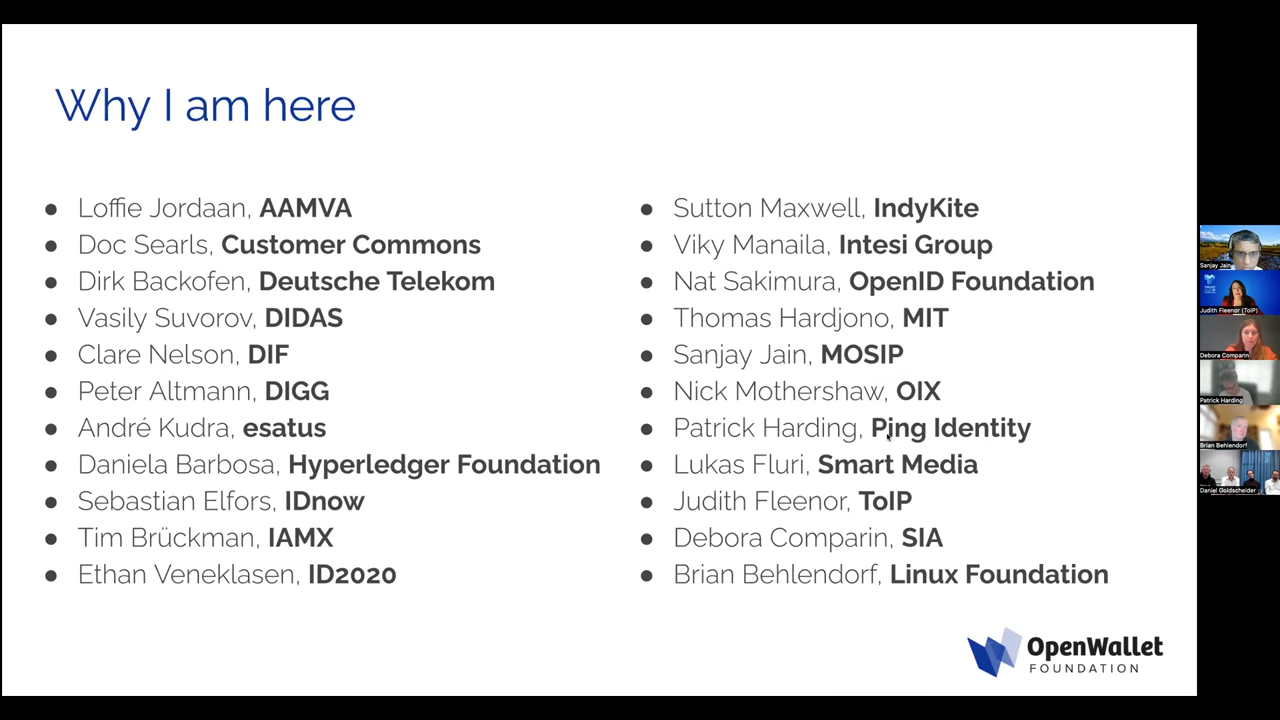 Why I am here
● Loffie Jordaan, AAMVA
● Doc Searls, Customer Commons
● Dirk Backofen, Deutsche Telekom
● Vasily Suvorov, DIDAS
● Clare Nelson, DIF
● Peter Altmann, DIGG
● André Kudra, esatus
● Daniela Barbosa, Hyperledger Foundation
● Sebastian Elfors, IDnow
● Tim Brückman, IAMX
● Ethan Veneklasen, ID2020
● Sutton Maxwell, IndyKite
● Viky Manaila, Intesi Group
● Nat Sakimura, OpenID Foundation
● Thomas Hardjono, MIT
● Sanjay Jain, MOSIP
● Nick Mothershaw, OIX
● Patrick Harding, Ping Identity
● Lukas Fluri, Smart Media
● Judith Fleenor, ToIP
● Debora Comparin, SIA
● Brian Behlendorf, Linux Foundation
OpenWallet
FOUNDATION
Sanjay Jain
Judith Fleenor (ToIP)
Debora Comparin
Patrick Harding
Brian Behlendorf
Daniel Goldscheider